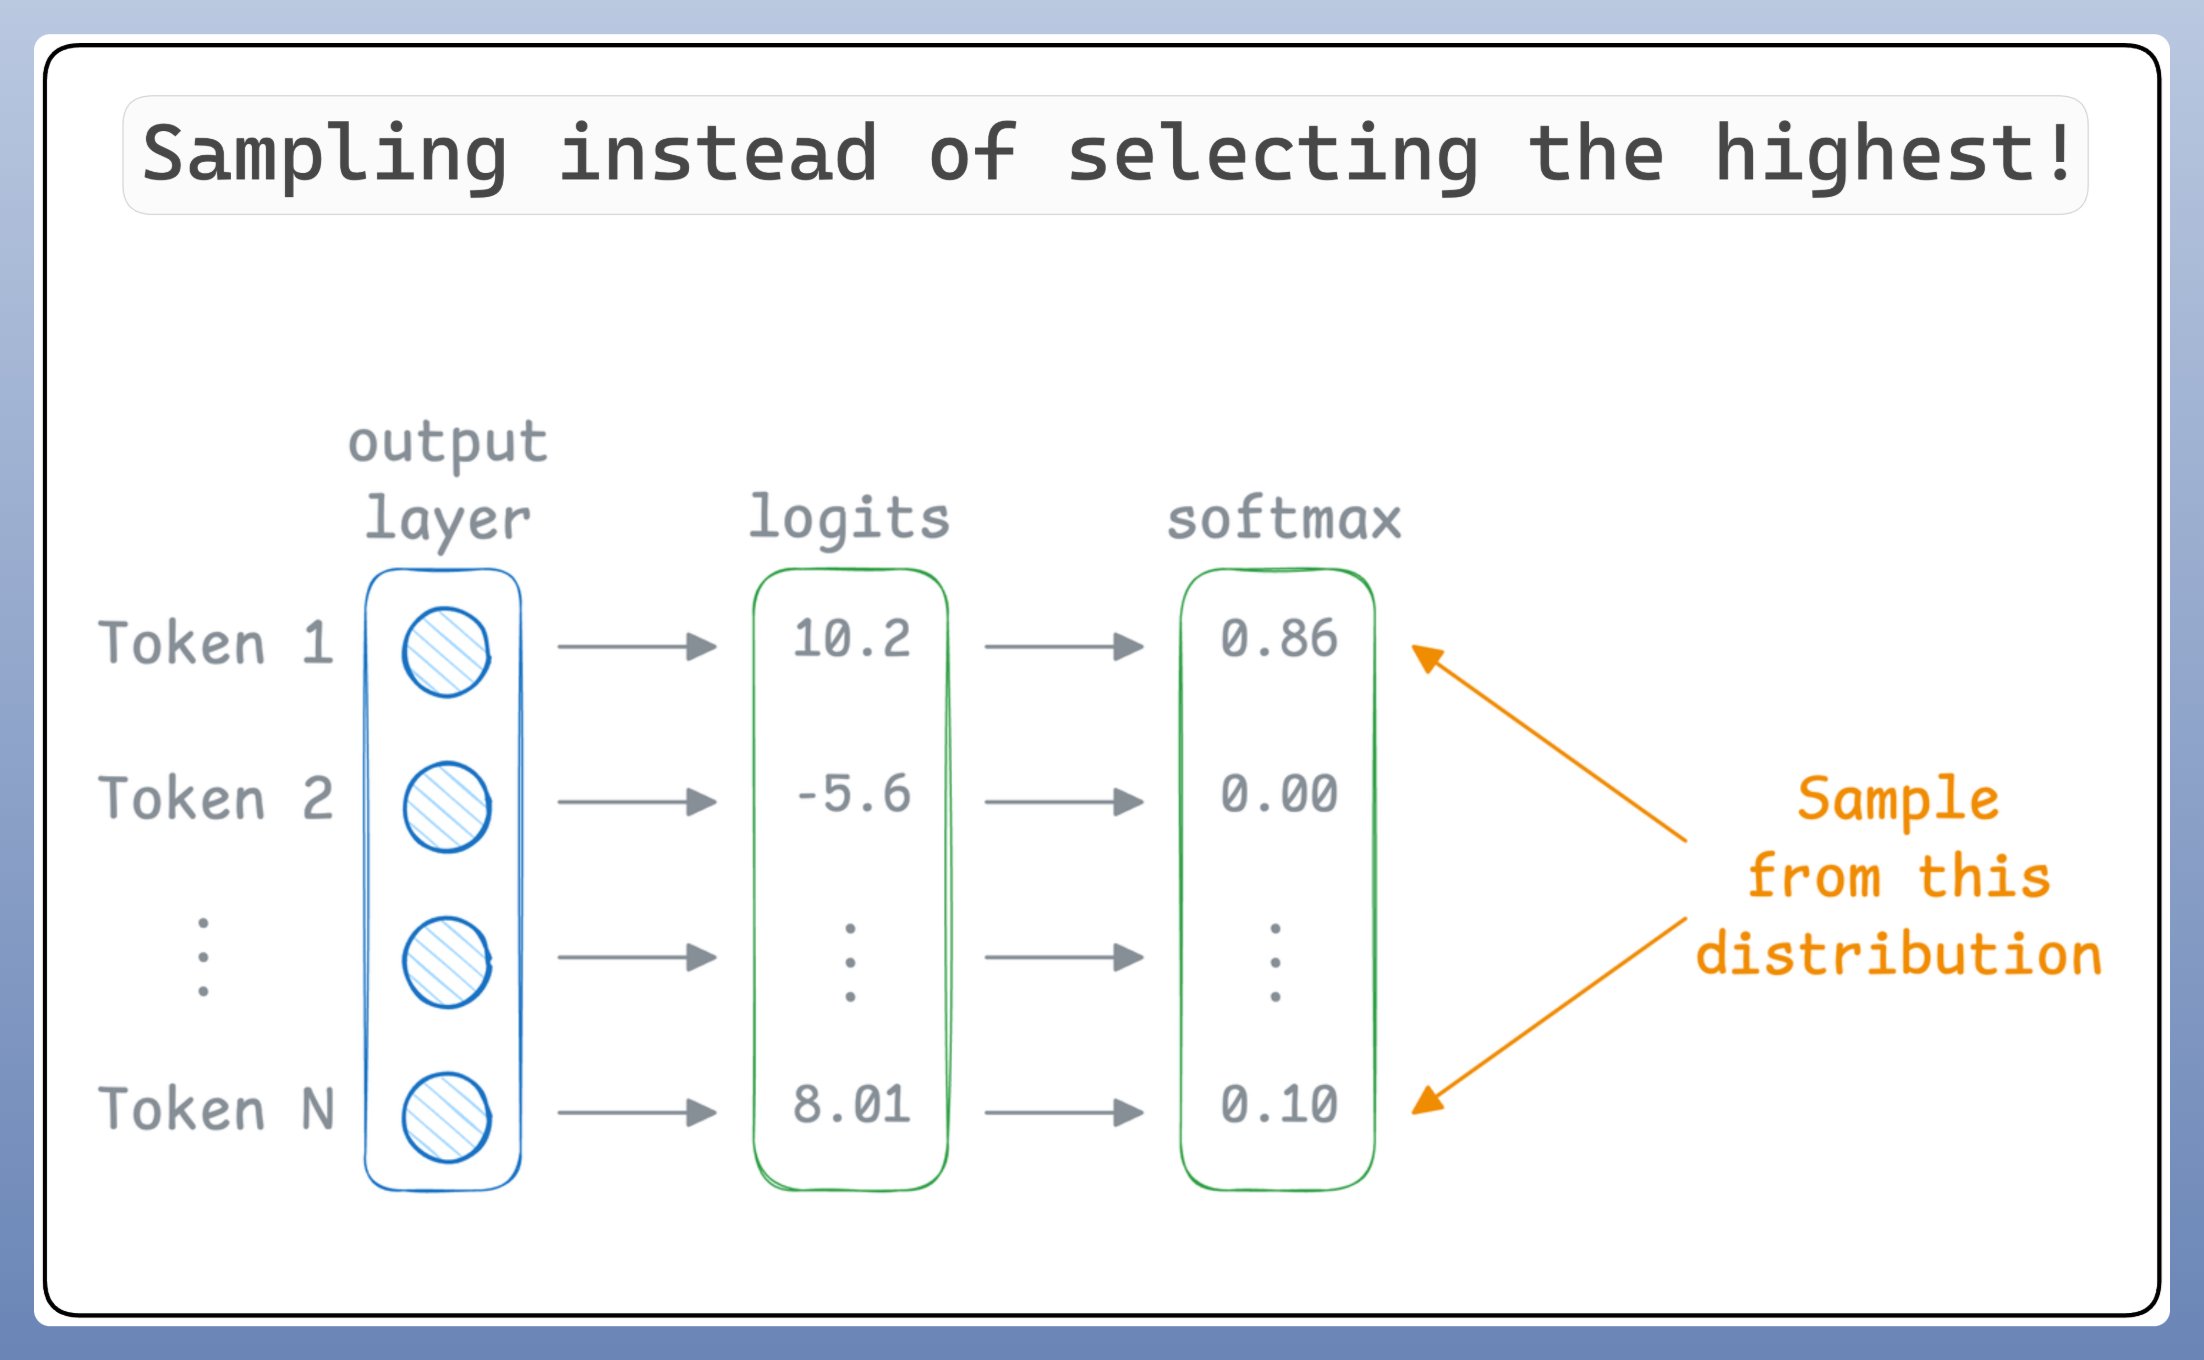 Sampling instead of selecting the highest!
output
layer
logits
softmax
Token 1
10.2
0.86
Token 2
-5.6
0.00
Sample
from this
distribution
Token N
8.01
0.10